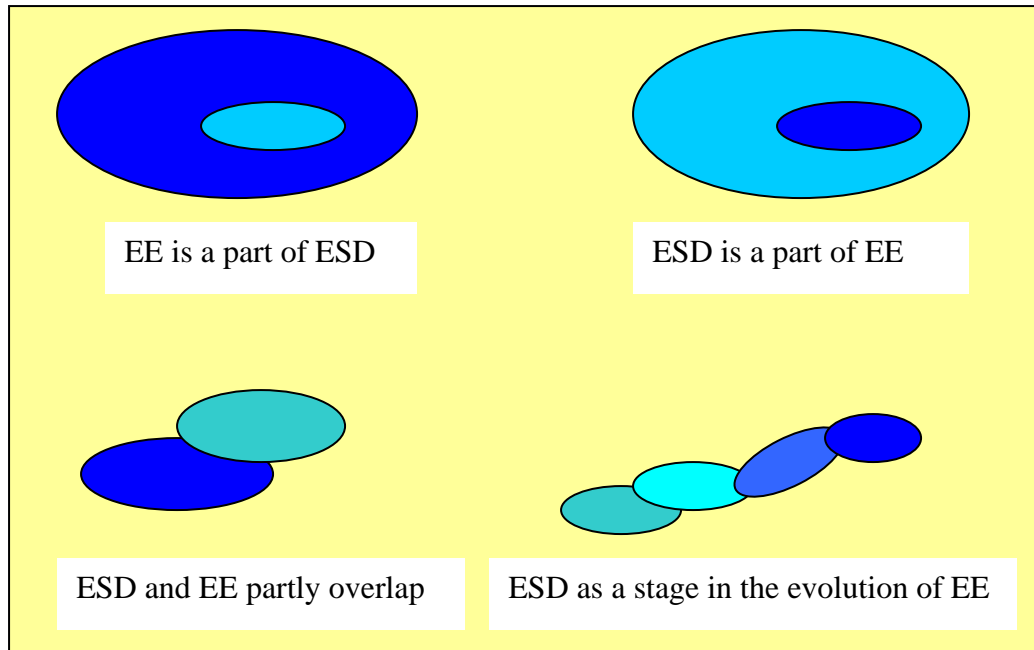 EE is a part of ESD
ESD is a part of EE
ESD and EE partly overlap
ESD as a stage in the evolution of EE